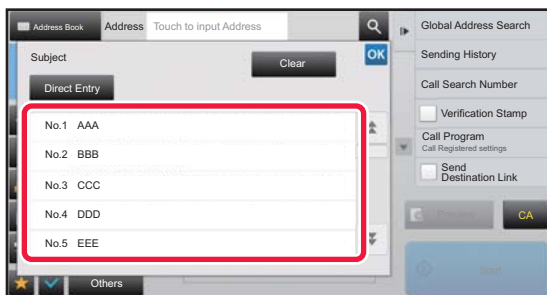 Address Book Address Touch to input Address
Global Address Search
Subject Clear OK
Sending History
Direct Entry
Call Search Number
No.1 AAA
Verification Stamp
No.2 BBB
Call Program
Call Registered settings
No.3 CCC
Send
Destination Link
No.4 DDD
Preview CA
No.5 EEE
Start
Others